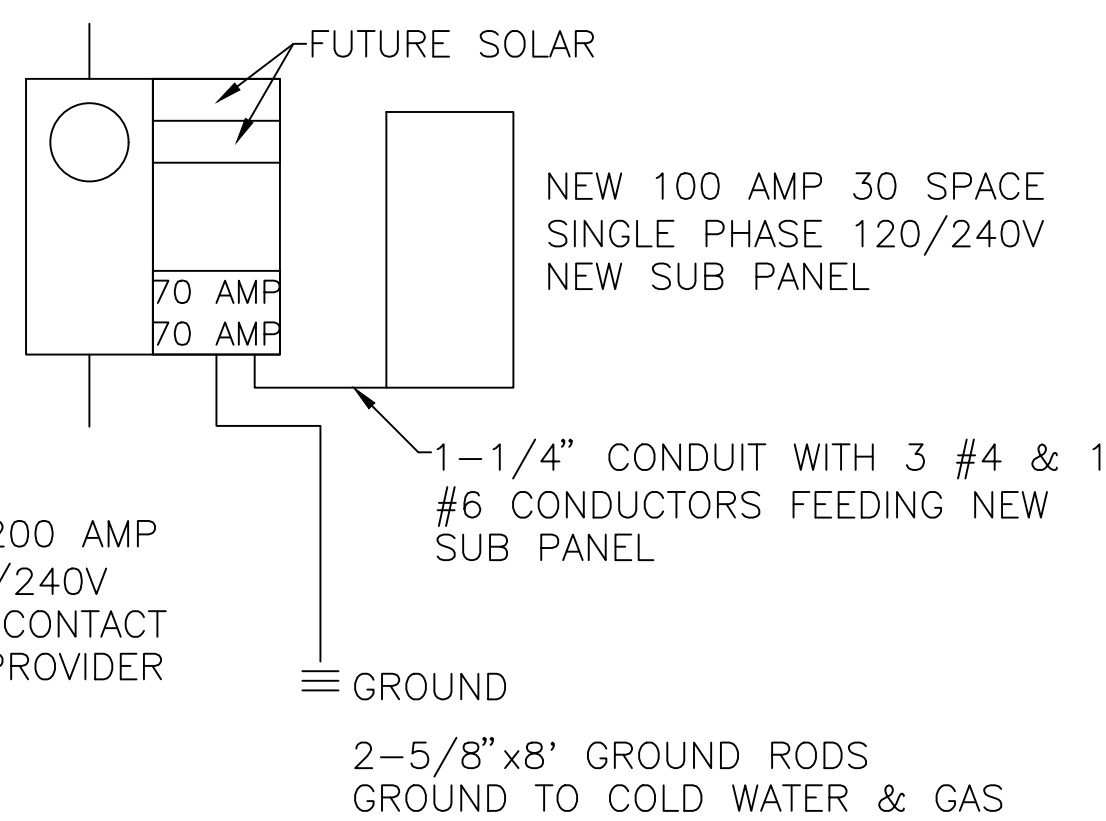 FUTURE SOLAR
NEW 100 AMP 30 SPACE
SINGLE PHASE 120/240V
NEW SUB PANEL
70 AMP
70 AMP
1-1/4” CONDUIT WITH 3 #4 & 1
#6 CONDUCTORS FEEDING NEW
SUB PANEL
200 AMP
/240V
CONTACT
PROVIDER
GROUND
2-5/8”x8’ GROUND RODS
GROUND TO COLD WATER & GAS